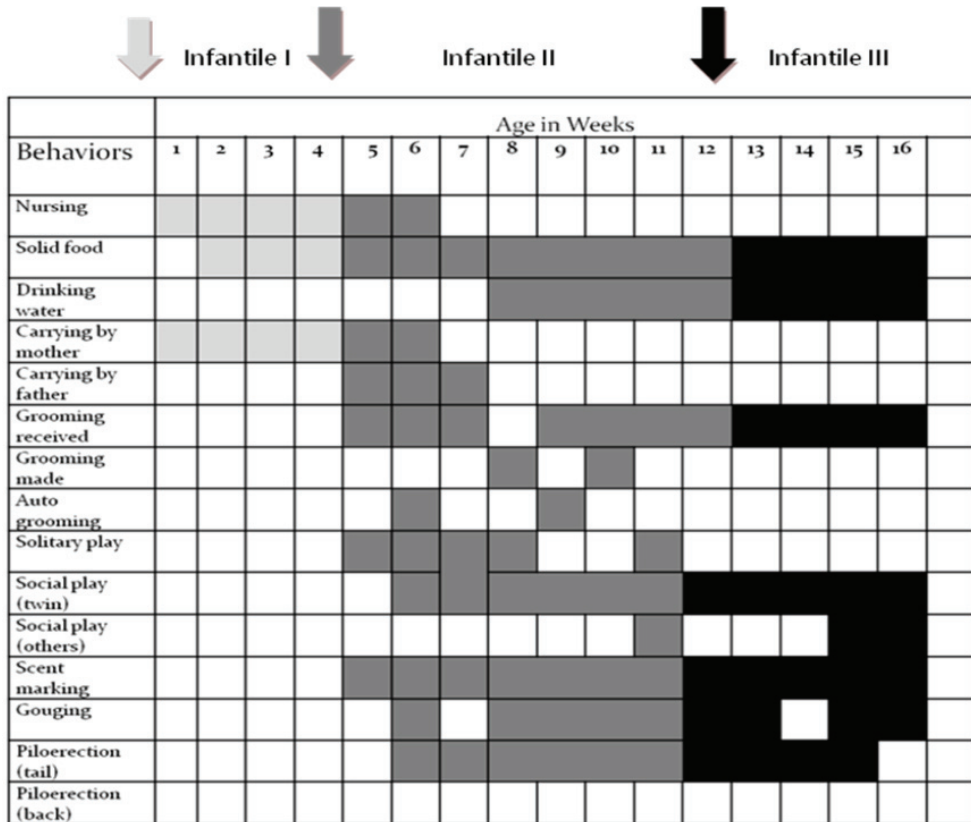 Infantile I Infantile II Infantile III
Age in Weeks
Behaviors 1 2 3 4 5 6 7 8 9 10 11 12 13 14 15 16
Nursing
Solid food
Drinking
water
Carrying by
mother
Carrying by
father
Grooming
received
Grooming
made
Auto
grooming
Solitary play
Social play
(twin)
Social play
(others)
Scent
marking
Gouging
Piloerection
(tail)
Piloerection
(back)